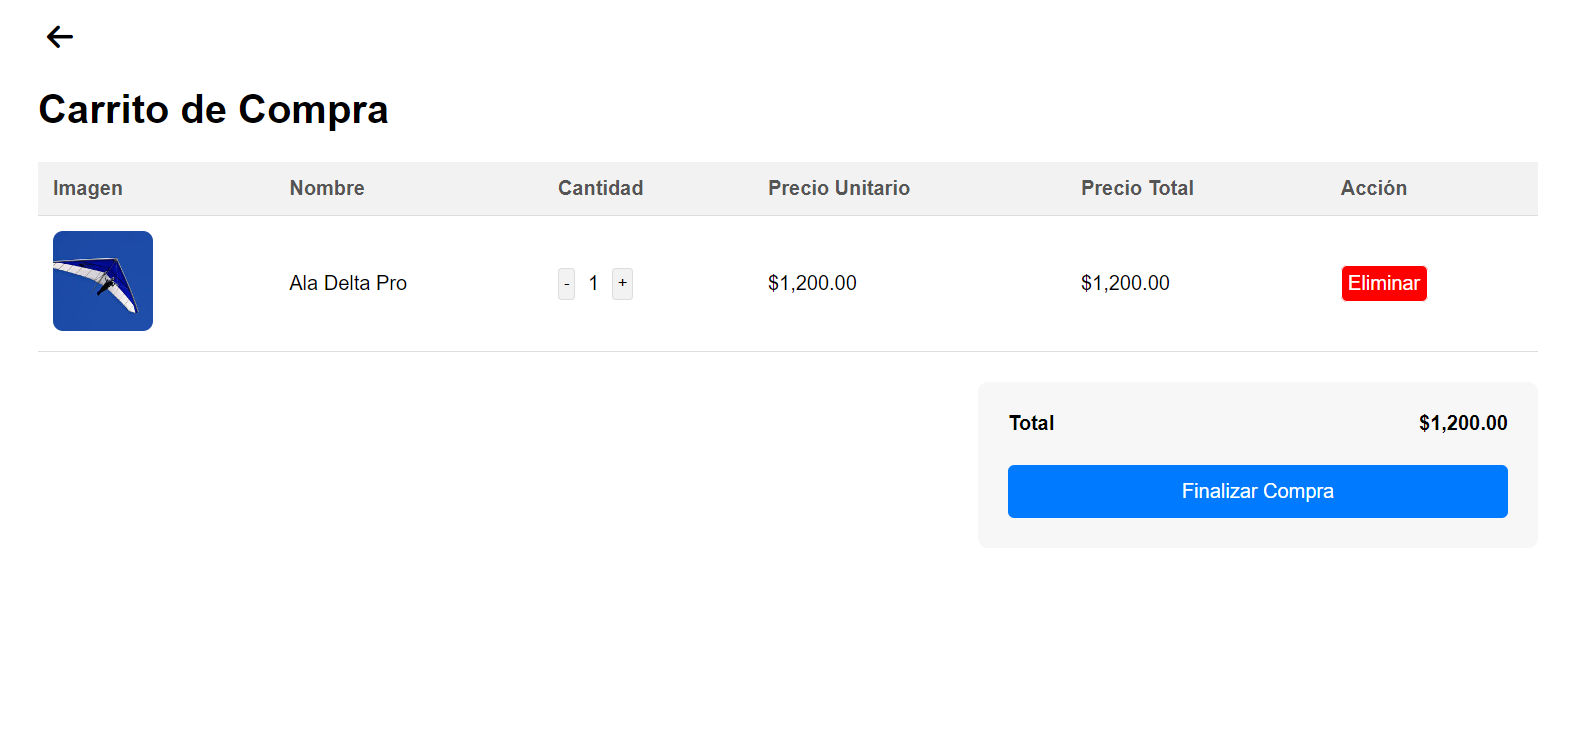 Carrito de Compra
Imagen Nombre Cantidad Precio Unitario Precio Total Acción
Ala Delta Pro - 1 + $1,200.00 $1,200.00 Eliminar
Total $1,200.00
Finalizar Compra